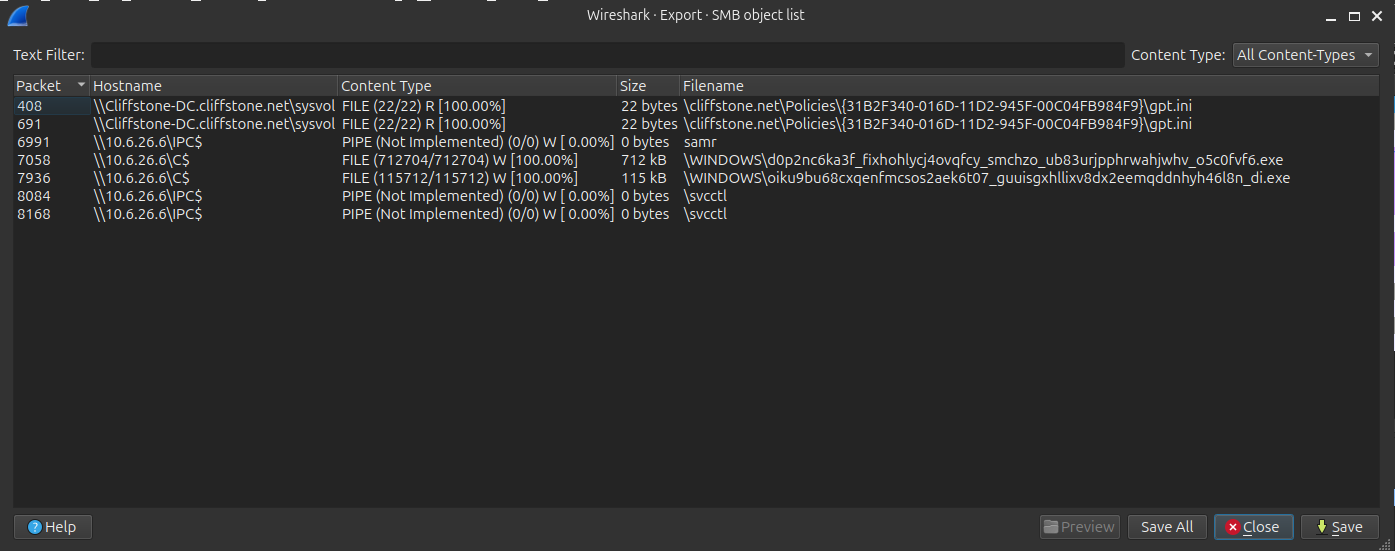 Wireshark · Export · SMB object list
Text Filter: Content Type: All Content-Types
Packet Hostname Content Type Size Filename
408 \\Cliffstone-DC.cliffstone.net\sysvol FILE (22/22) R [100.00%] 22 bytes \cliffstone.net\Policies\{31B2F340-016D-11D2-945F-00C04FB984F9}\gpt.ini
691 \\Cliffstone-DC.cliffstone.net\sysvol FILE (22/22) R [100.00%] 22 bytes \cliffstone.net\Policies\{31B2F340-016D-11D2-945F-00C04FB984F9}\gpt.ini
6991 \\10.6.26.6\IPC$ PIPE (Not Implemented) (0/0) W [ 0.00%] 0 bytes samr
7058 \\10.6.26.6\C$ FILE (712704/712704) W [100.00%] 712 kB \WINDOWS\d0p2nc6ka3f_fixhohlycj4ovqfcy_smchzo_ub83urjpphrwahjwhv_o5c0fvf6.exe
7936 \\10.6.26.6\C$ FILE (115712/115712) W [100.00%] 115 kB \WINDOWS\oiku9bu68cxqenfmcsos2aek6t07_guuisgxhllixv8dx2eemqddnhyh46l8n_di.exe
8084 \\10.6.26.6\IPC$ PIPE (Not Implemented) (0/0) W [ 0.00%] 0 bytes \svcctl
8168 \\10.6.26.6\IPC$ PIPE (Not Implemented) (0/0) W [ 0.00%] 0 bytes \svcctl
Help Preview Save All Close Save